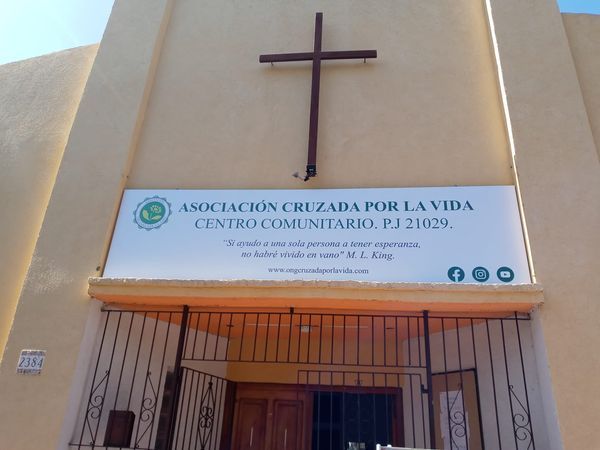 ASOCIACIÓN CRUZADA POR LA VIDA
CENTRO COMUNITARIO. P.J 21029.
"Si ayudo a una sola persona a tener esperanza,
no habré vivido en vano" M. L. King.
www.ongcruzadaporlavida.com
2384